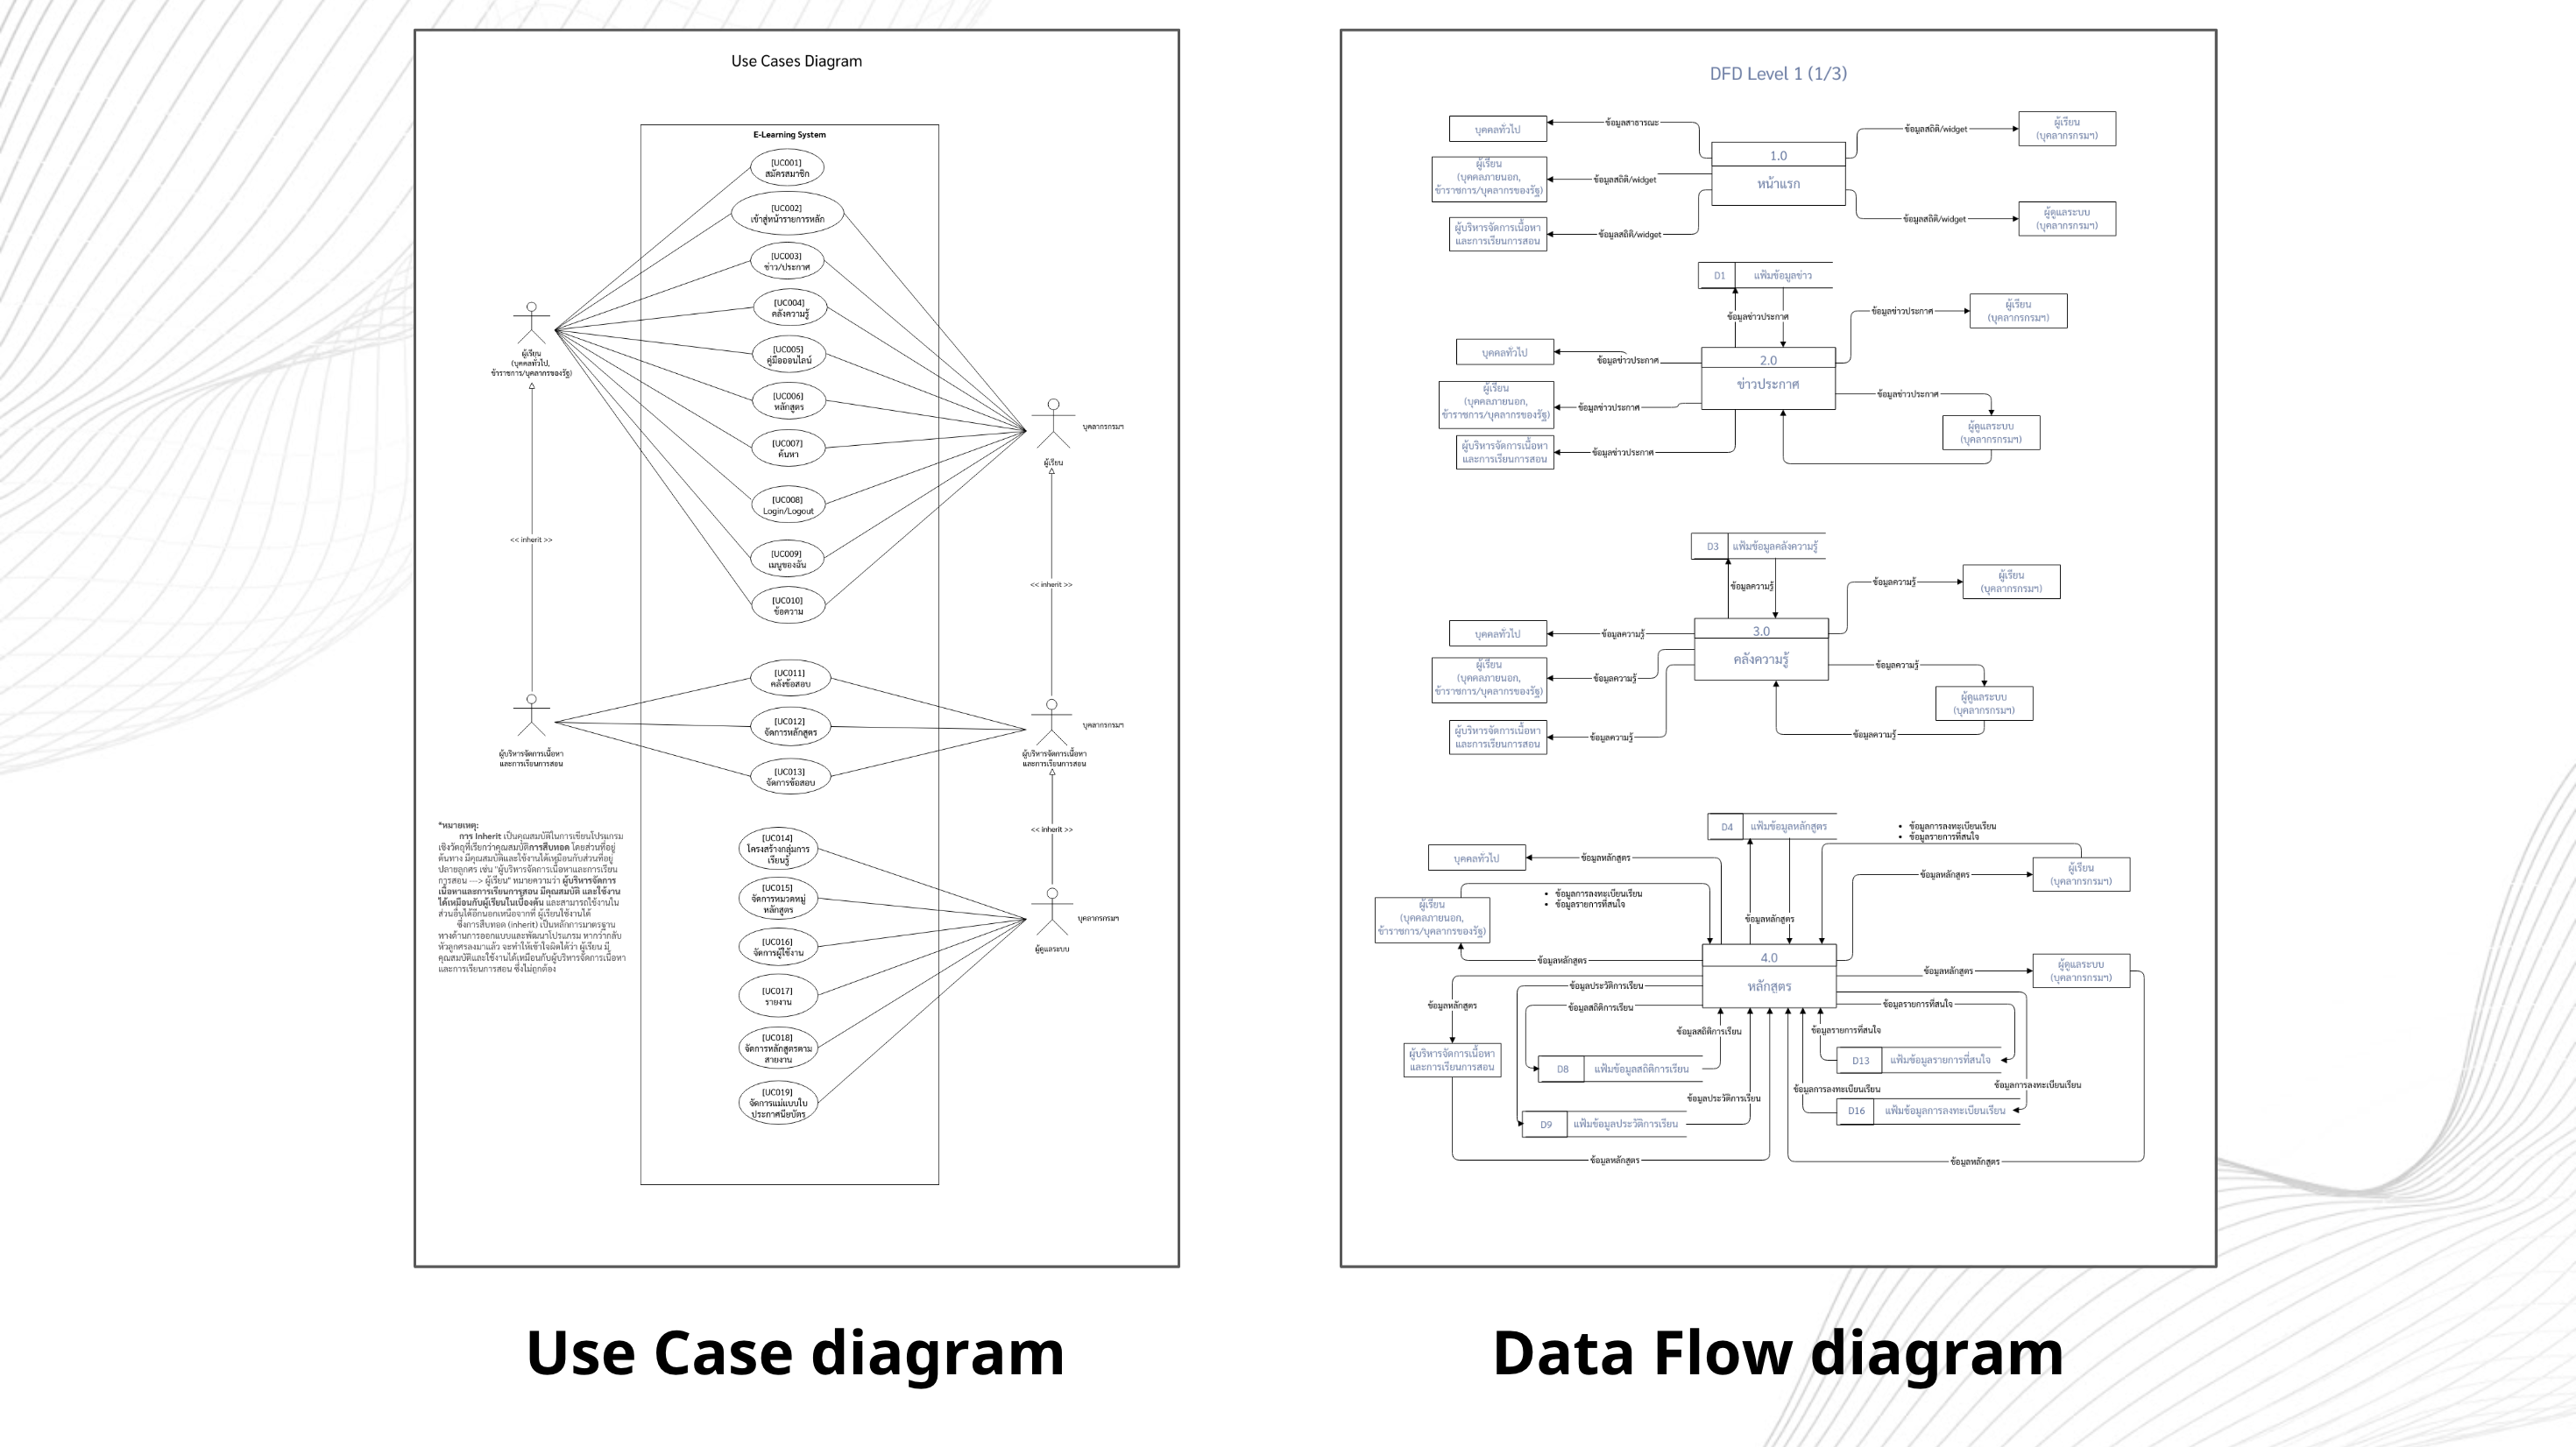 Use Cases Diagram
E-Learning System
[UC001]
สมัครสมาชิก
[UC002]
เข้าสู่หน้ารายการหลัก
[UC003]
ข่าว/ประกาศ
[UC004]
คลังความรู้
[UC005]
คู่มือออนไลน์
[UC006]
หลักสูตร
[UC007]
ค้นหา
[UC008]
Login/Logout
[UC009]
เมนูของฉัน
[UC010]
ข้อความ
ผู้เรียน
(บุคคลทั่วไป,
ข้าราชการ/บุคลากรของรัฐ)
<< inherit >>
บุคลากรกรมฯ
ผู้เรียน
<< inherit >>
[UC011]
คลังข้อสอบ
[UC012]
จัดการหลักสูตร
[UC013]
จัดการข้อสอบ
ผู้บริหารจัดการเนื้อหา
และการเรียนการสอน
บุคลากรกรมฯ
ผู้บริหารจัดการเนื้อหา
และการเรียนการสอน
<< inherit >>
[UC014]
โครงสร้างกลุ่มการ
เรียนรู้
[UC015]
จัดการหมวดหมู่
หลักสูตร
[UC016]
จัดการผู้ใช้งาน
[UC017]
รายงาน
[UC018]
จัดการหลักสูตรตาม
สายงาน
[UC019]
จัดการแม่แบบใบ
ประกาศนียบัตร
บุคลากรกรมฯ
ผู้ดูแลระบบ
*หมายเหตุ:
การ Inherit เป็นคุณสมบัติในการเขียนโปรแกรม
เชิงวัตถุที่เรียกว่าคุณสมบัติการสืบทอด โดยส่วนที่อยู่
ต้นทาง มีคุณสมบัติและใช้งานได้เหมือนกับส่วนที่อยู่
ปลายลูกศร เช่น "ผู้บริหารจัดการเนื้อหาและการเรียน
การสอน ---> ผู้เรียน" หมายความว่า ผู้บริหารจัดการ
เนื้อหาและการเรียนการสอน มีคุณสมบัติ และใช้งาน
ได้เหมือนกับผู้เรียนในเบื้องต้น และสามารถใช้งานใน
ส่วนอื่นได้อีกนอกเหนือจากที่ ผู้เรียนใช้งานได้
ซึ่งการสืบทอด (inherit) เป็นหลักการมาตรฐาน
ทางด้านการออกแบบและพัฒนาโปรแกรม หากว่ากลับ
หัวลูกศรลงมาแล้ว จะทำให้เข้าใจผิดได้ว่า ผู้เรียน มี
คุณสมบัติและใช้งานได้เหมือนกับผู้บริหารจัดการเนื้อหา
และการเรียนการสอน ซึ่งไม่ถูกต้อง
Use Case diagram
DFD Level 1 (1/3)
บุคคลทั่วไป
ข้อมูลสาธารณะ
ผู้เรียน
(บุคคลภายนอก,
ข้าราชการ/บุคลากรของรัฐ)
ข้อมูลสถิติ/widget
ผู้บริหารจัดการเนื้อหา
และการเรียนการสอน
ข้อมูลสถิติ/widget
1.0
หน้าแรก
ข้อมูลสถิติ/widget
ผู้เรียน
(บุคลากรกรมฯ)
ข้อมูลสถิติ/widget
ผู้ดูแลระบบ
(บุคลากรกรมฯ)
D1
แฟ้มข้อมูลข่าว
ข้อมูลข่าวประกาศ
2.0
ข่าวประกาศ
บุคคลทั่วไป
ข้อมูลข่าวประกาศ
ผู้เรียน
(บุคคลภายนอก,
ข้าราชการ/บุคลากรของรัฐ)
ข้อมูลข่าวประกาศ
ผู้บริหารจัดการเนื้อหา
และการเรียนการสอน
ข้อมูลข่าวประกาศ
ข้อมูลข่าวประกาศ
ผู้เรียน
(บุคลากรกรมฯ)
ข้อมูลข่าวประกาศ
ผู้ดูแลระบบ
(บุคลากรกรมฯ)
D3
แฟ้มข้อมูลคลังความรู้
ข้อมูลความรู้
3.0
คลังความรู้
บุคคลทั่วไป
ข้อมูลความรู้
ผู้เรียน
(บุคคลภายนอก,
ข้าราชการ/บุคลากรของรัฐ)
ข้อมูลความรู้
ผู้บริหารจัดการเนื้อหา
และการเรียนการสอน
ข้อมูลความรู้
ข้อมูลความรู้
ผู้เรียน
(บุคลากรกรมฯ)
ข้อมูลความรู้
ผู้ดูแลระบบ
(บุคลากรกรมฯ)
ข้อมูลความรู้
D4
แฟ้มข้อมูลหลักสูตร
• ข้อมูลการลงทะเบียนเรียน
• ข้อมูลรายการที่สนใจ
บุคคลทั่วไป
ข้อมูลหลักสูตร
ผู้เรียน
(บุคลากรกรมฯ)
ข้อมูลหลักสูตร
• ข้อมูลการลงทะเบียนเรียน
• ข้อมูลรายการที่สนใจ
ผู้เรียน
(บุคคลภายนอก,
ข้าราชการ/บุคลากรของรัฐ)
ข้อมูลหลักสูตร
ข้อมูลหลักสูตร
4.0
หลักสูตร
ข้อมูลหลักสูตร
ผู้ดูแลระบบ
(บุคลากรกรมฯ)
ข้อมูลประวัติการเรียน
ข้อมูลสถิติการเรียน
ข้อมูลหลักสูตร
ข้อมูลรายการที่สนใจ
ข้อมูลสถิติการเรียน
ข้อมูลรายการที่สนใจ
ผู้บริหารจัดการเนื้อหา
และการเรียนการสอน
D8
แฟ้มข้อมูลสถิติการเรียน
D13
แฟ้มข้อมูลรายการที่สนใจ
ข้อมูลประวัติการเรียน
ข้อมูลการลงทะเบียนเรียน
ข้อมูลการลงทะเบียนเรียน
D9
แฟ้มข้อมูลประวัติการเรียน
D16
แฟ้มข้อมูลการลงทะเบียนเรียน
ข้อมูลหลักสูตร
ข้อมูลหลักสูตร
Data Flow diagram